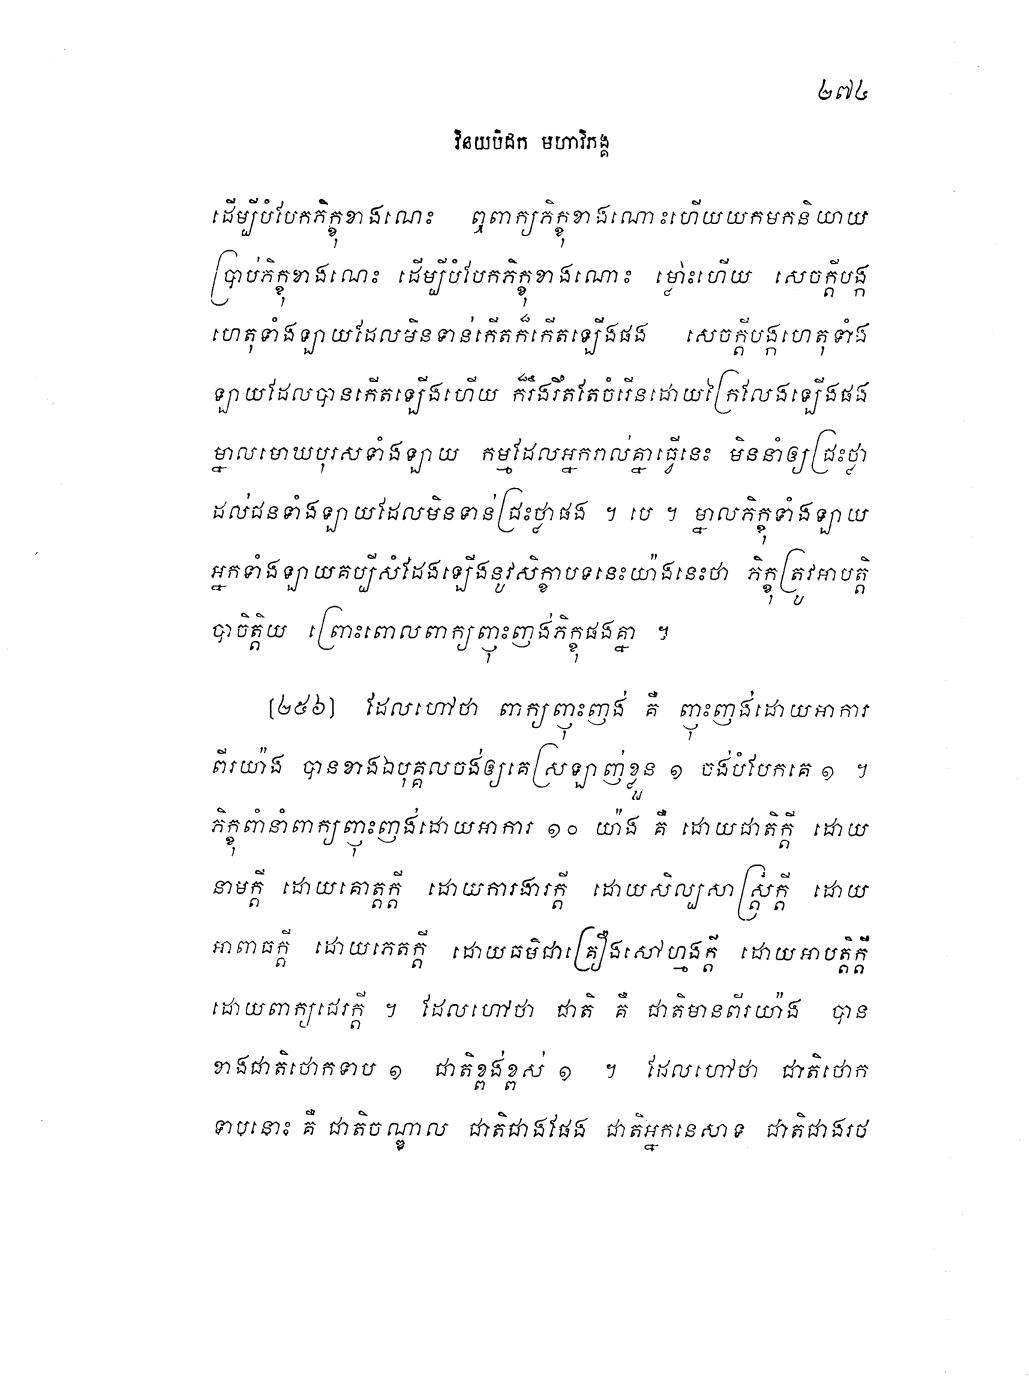 ២៧៤
វិនយបិដក មហាវិភង្គ
ដើម្បីបំបែកភិក្ខុខាងណេះ ឮពាក្យភិក្ខុខាងណោះហើយយកមកនិយាយ
ប្រាប់ភិក្ខុខាងណេះ ដើម្បីបំបែកភិក្ខុខាងណោះ ម្ល៉ោះហើយ សេចក្តីបង្ក
ហេតុទាំងឡាយដែលមិនទាន់កើតក៏កើតឡើងផង សេចក្តីបង្កហេតុទាំង
ឡាយដែលបានកើតឡើងហើយ ក៏រឹងរឹតតែចំរើនដោយក្រៃលែងឡើងផង
ម្នាលមោឃបុរសទាំងឡាយ កម្មដែលអ្នករាល់គ្នាធ្វើនេះ មិននាំឲ្យជ្រះថ្លា
ដល់ជនទាំងឡាយដែលមិនទាន់ជ្រះថ្លាផង ។ បេ ។ ម្នាលភិក្ខុទាំងឡាយ
អ្នកទាំងឡាយគប្បីសំដែងឡើងនូវសិក្ខាបទនេះយ៉ាងនេះថា ភិក្ខុត្រូវអាបត្តិ
បាចិត្តិយ ព្រោះពោលពាក្យញុះញង់ភិក្ខុផងគ្នា ។
(២៥៦) ដែលហៅថា ពាក្យញុះញង់ គឺ ញុះញង់ដោយអាការ
ពីរយ៉ាង បានខាងឯបុគ្គលចង់ឲ្យគេស្រឡាញ់ខ្លួន ១ ចង់បំបែកគេ ១ ។
ភិក្ខុពាំនាំពាក្យញុះញង់ដោយអាការ ១០ យ៉ាង គឺ ដោយជាតិក្តី ដោយ
នាមក្តី ដោយគោត្តក្តី ដោយការងារក្តី ដោយសិល្បសាស្ត្រក្តី ដោយ
អាពាធក្តី ដោយភេតក្តី ដោយធម៌ជាគ្រឿងសៅហ្មងក្តី ដោយអាបត្តិក្តី
ដោយពាក្យជេរក្តី ។ ដែលហៅថា ជាតិ គឺ ជាតិមានពីរយ៉ាង បាន
ខាងជាតិថោកទាប ១ ជាតិខ្ពង់ខ្ពស់ ១ ។ ដែលហៅថា ជាតិថោក
ទាបនោះ គឺ ជាតិចណ្ឌាល ជាតិជាងផែង ជាតិអ្នកនេសាទ ជាតិជាងរថ